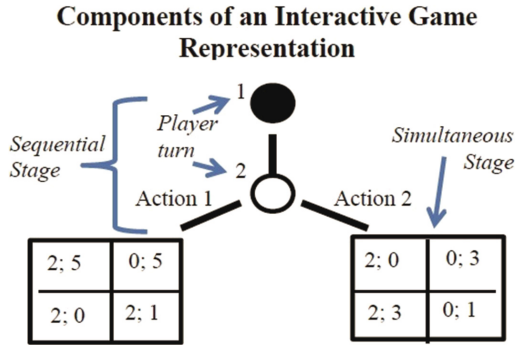 Components of an Interactive Game
Representation
1
Player
turn
2
Sequential
Stage
Simultaneous
Stage
Action 1
Action 2
2; 5 0; 5
2; 0 2; 1
2; 0 0; 3
2; 3 0; 1